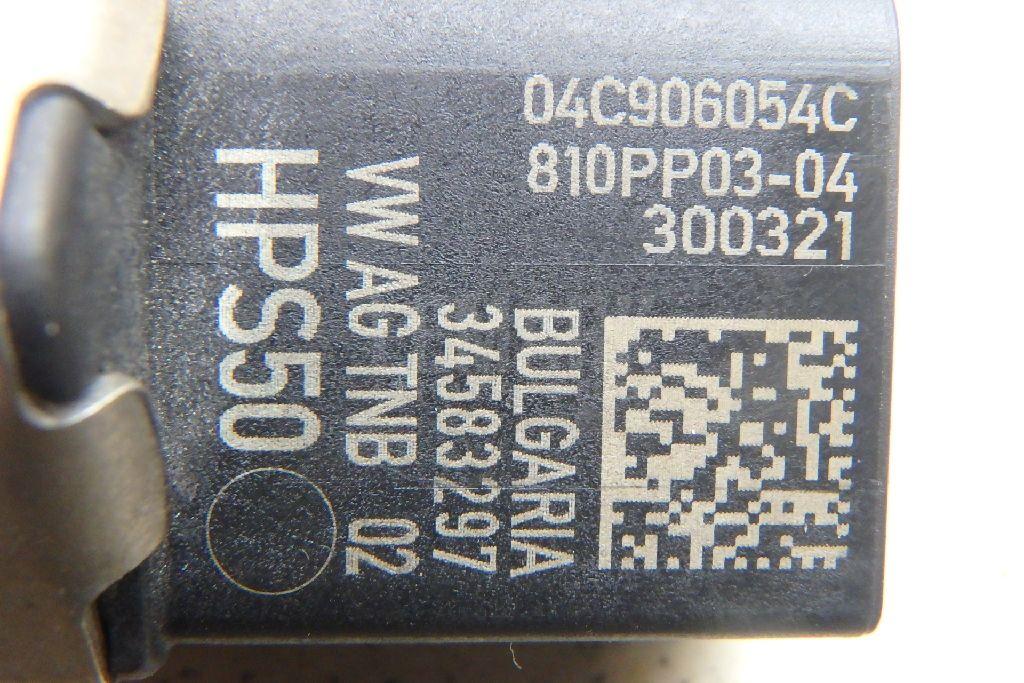 04C906054C
810PP03-04
300321
BULGARIA
34583297
VW AG TNB 02
HPS50